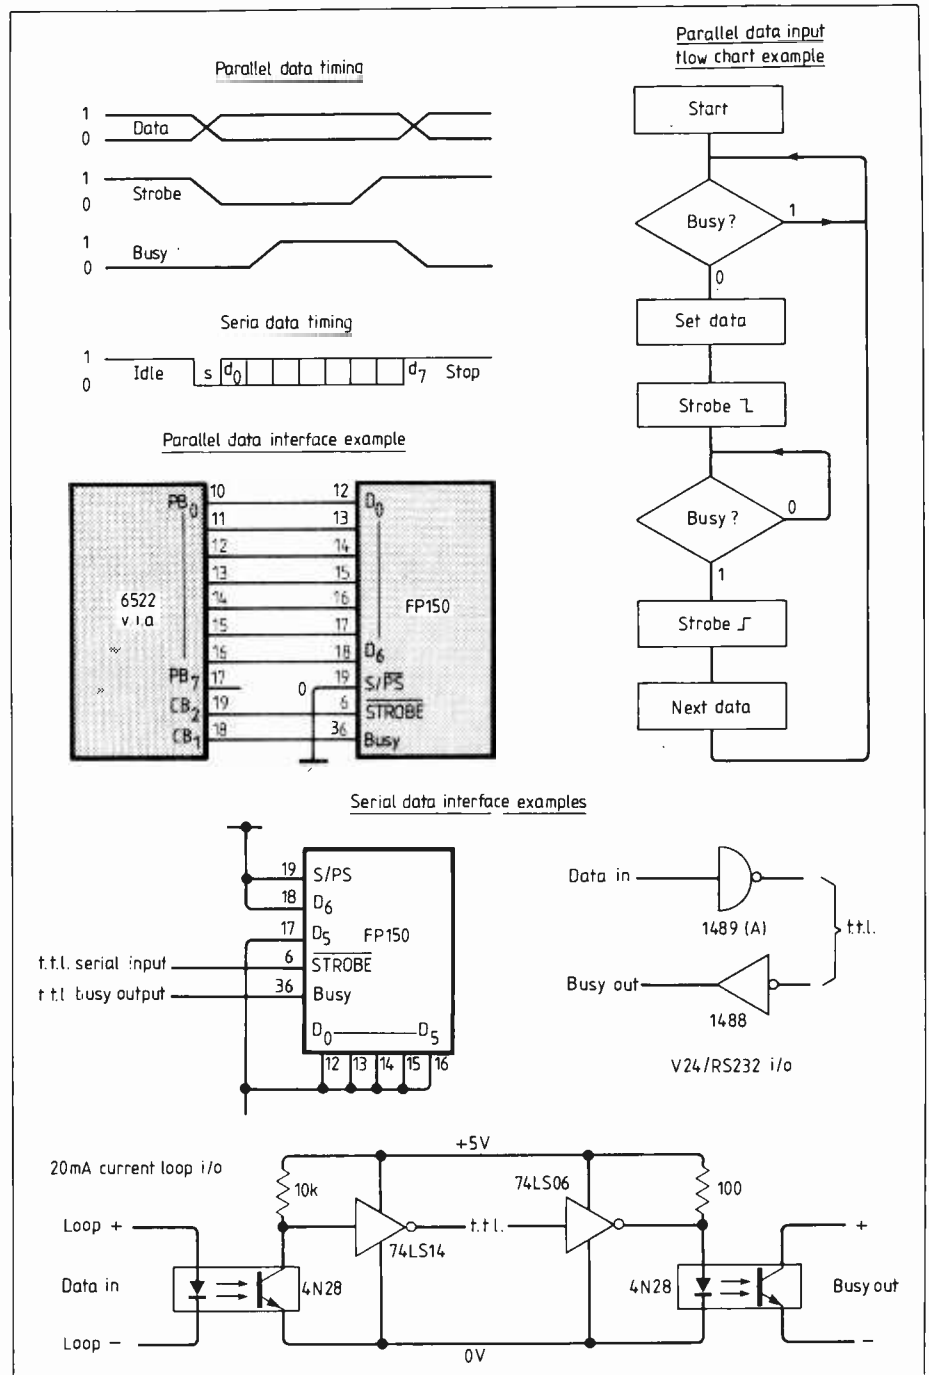 Parallel data timing
1
0
Data
1
0
Strobe
1
0
Busy
Seria data timing
1
0
Idle
s
d0
d7
Stop
Parallel data input
flow chart example
Start
Busy?
1
0
Set data
Strobe
Busy?
0
1
Strobe
Next data
Parallel data interface example
6522
v.i.a
PB0
PB7
CB2
CB1
10
11
12
13
14
15
16
17
19
18
12
13
14
15
16
17
18
19
6
36
0
D0
D6
S/PS
STROBE
Busy
FP150
Serial data interface examples
t.t.l. serial input
t t.l busy output
19
18
17
6
36
S/PS
D6
D5
FP150
STROBE
Busy
D0 D5
12
13
14
15
16
Data in
1489 (A)
t.t.l.
Busy out
1488
V24/RS232 i/o
20mA current loop i/o
+5V
10k
74LS14
t.t.l.
74LS06
100
Loop +
Data in
Loop −
4N28
4N28
+
Busy out
−
0V